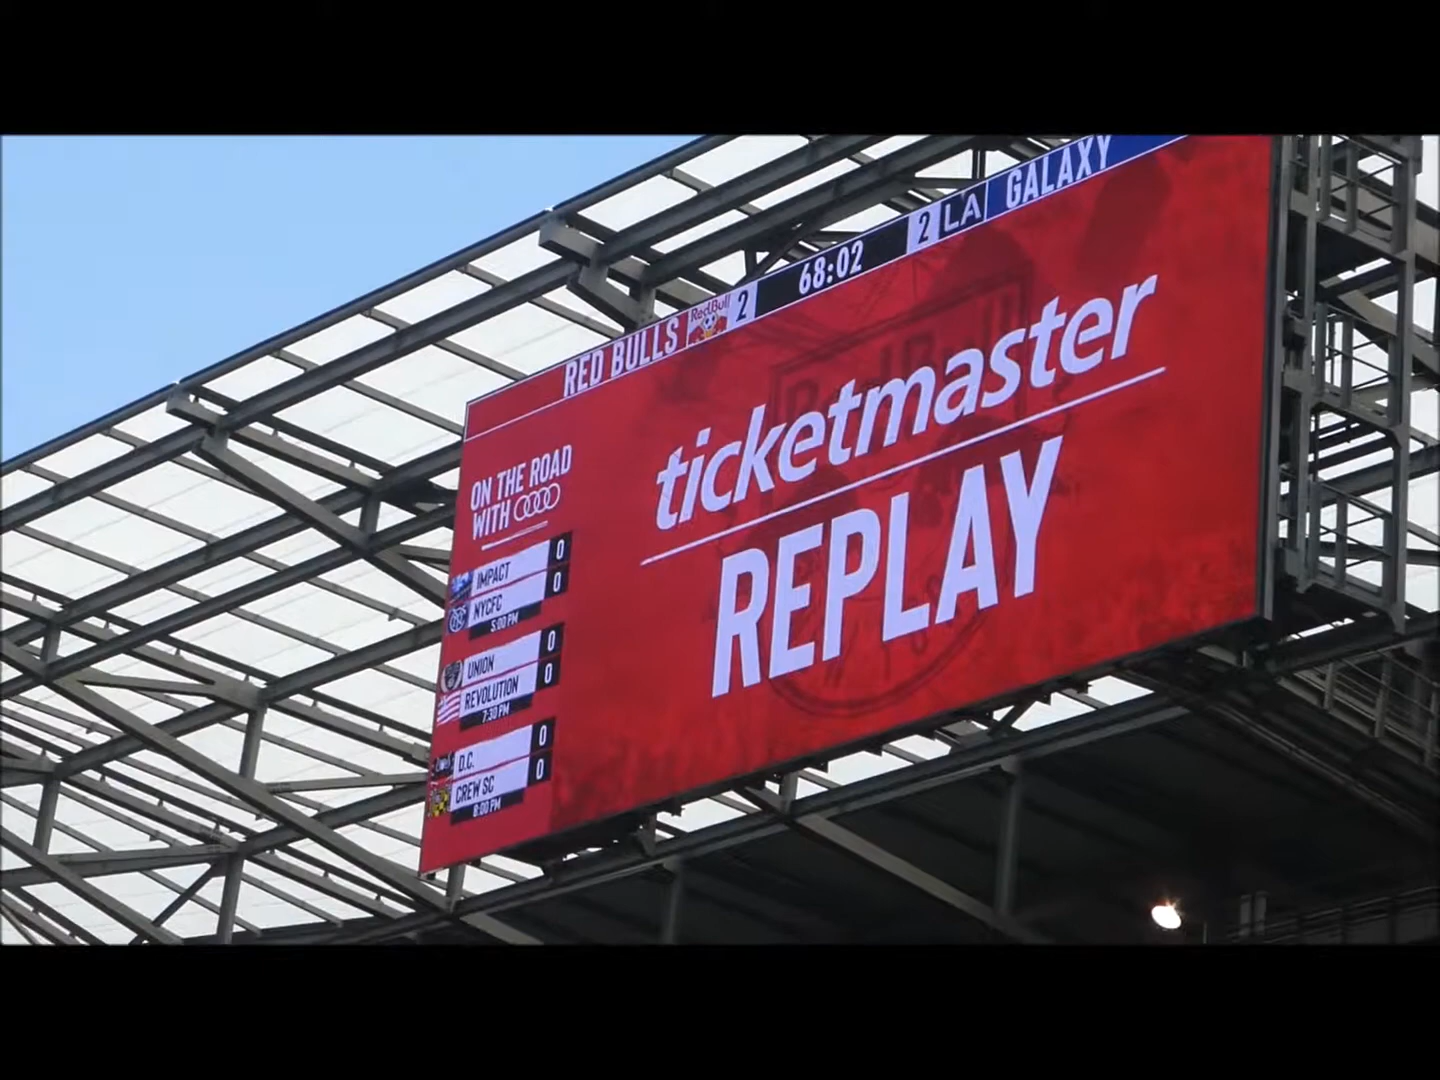 RED BULLS RedBull 2 68:02 2 LA GALAXY
ticketmaster
REPLAY
ON THE ROAD
WITH
IMPACT 0
NYCFC 0
5:00 PM
UNION 0
REVOLUTION 0
7:30 PM
D.C. 0
CREW SC 0
8:00 PM